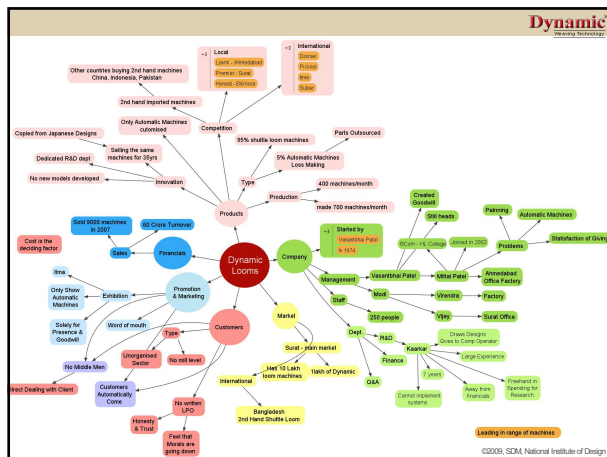 Dynamic
Weaving Technology
+8 Local
Laxmi - Ahmedabad
Premier - Surat
Honest - Bilimora
+8 International
Dornier
Picanol
Itma
Sulzer
Other countries buying 2nd hand machines
China, Indonesia, Pakistan
2nd hand imported machines
Competition
Only Automatic Machines
cutomised
Copied from Japanese Designs
Selling the same
machines for 35yrs
Dedicated R&D dept
Innovation
No new models developed
95% shuttle loom machines
Type
5% Automatic Machines
Loss Making
Parts Outsourced
Production
400 machines/month
made 700 machines/month
Products
Cost is the
deciding factor
Sold 9000 machines
in 2007
60 Crore Turnover
Sales
Financials
Dynamic
Looms
Company
Started by
Vasantbhai Patel
in 1974
Created
Goodwill
Still heads
BCom - HL College
Joined in 2002
Management
Vasantbhai Patel
Mittal Patel
Painning
Automatic Machines
Problems
Statisfaction of Giving
Ahmedabad
Office Factory
Modi
Virendra
Factory
Vijay
Surat Office
Staff
250 people
Dept.
R&D
Finance
Q&A
Kaarkar
Draws Designs
Gives to Comp Operator
Large Experience
Freehand in
Spending for
Research
Away from
financials
7 years
Cannot implement
systems
Itma
Only Show
Automatic
Machines
Exhibition
Solely for
Presence &
Goodwill
Promotion
& Marketing
Word of mouth
No Middle Men
Direct Dealing with Client
Customers
Automatically
Come
Customers
Type
Unorganised
Sector
No mill level
No written
LPO
Honesty
& Trust
Feel that
Morals are
going down
Market
Surat - main market
Has 10 Lakh
loom machines
1lakh of Dynamic
International
Bangladesh
2nd Hand Shuttle Loom
Leading in range of machines
©2009, SDM, National Institute of Design